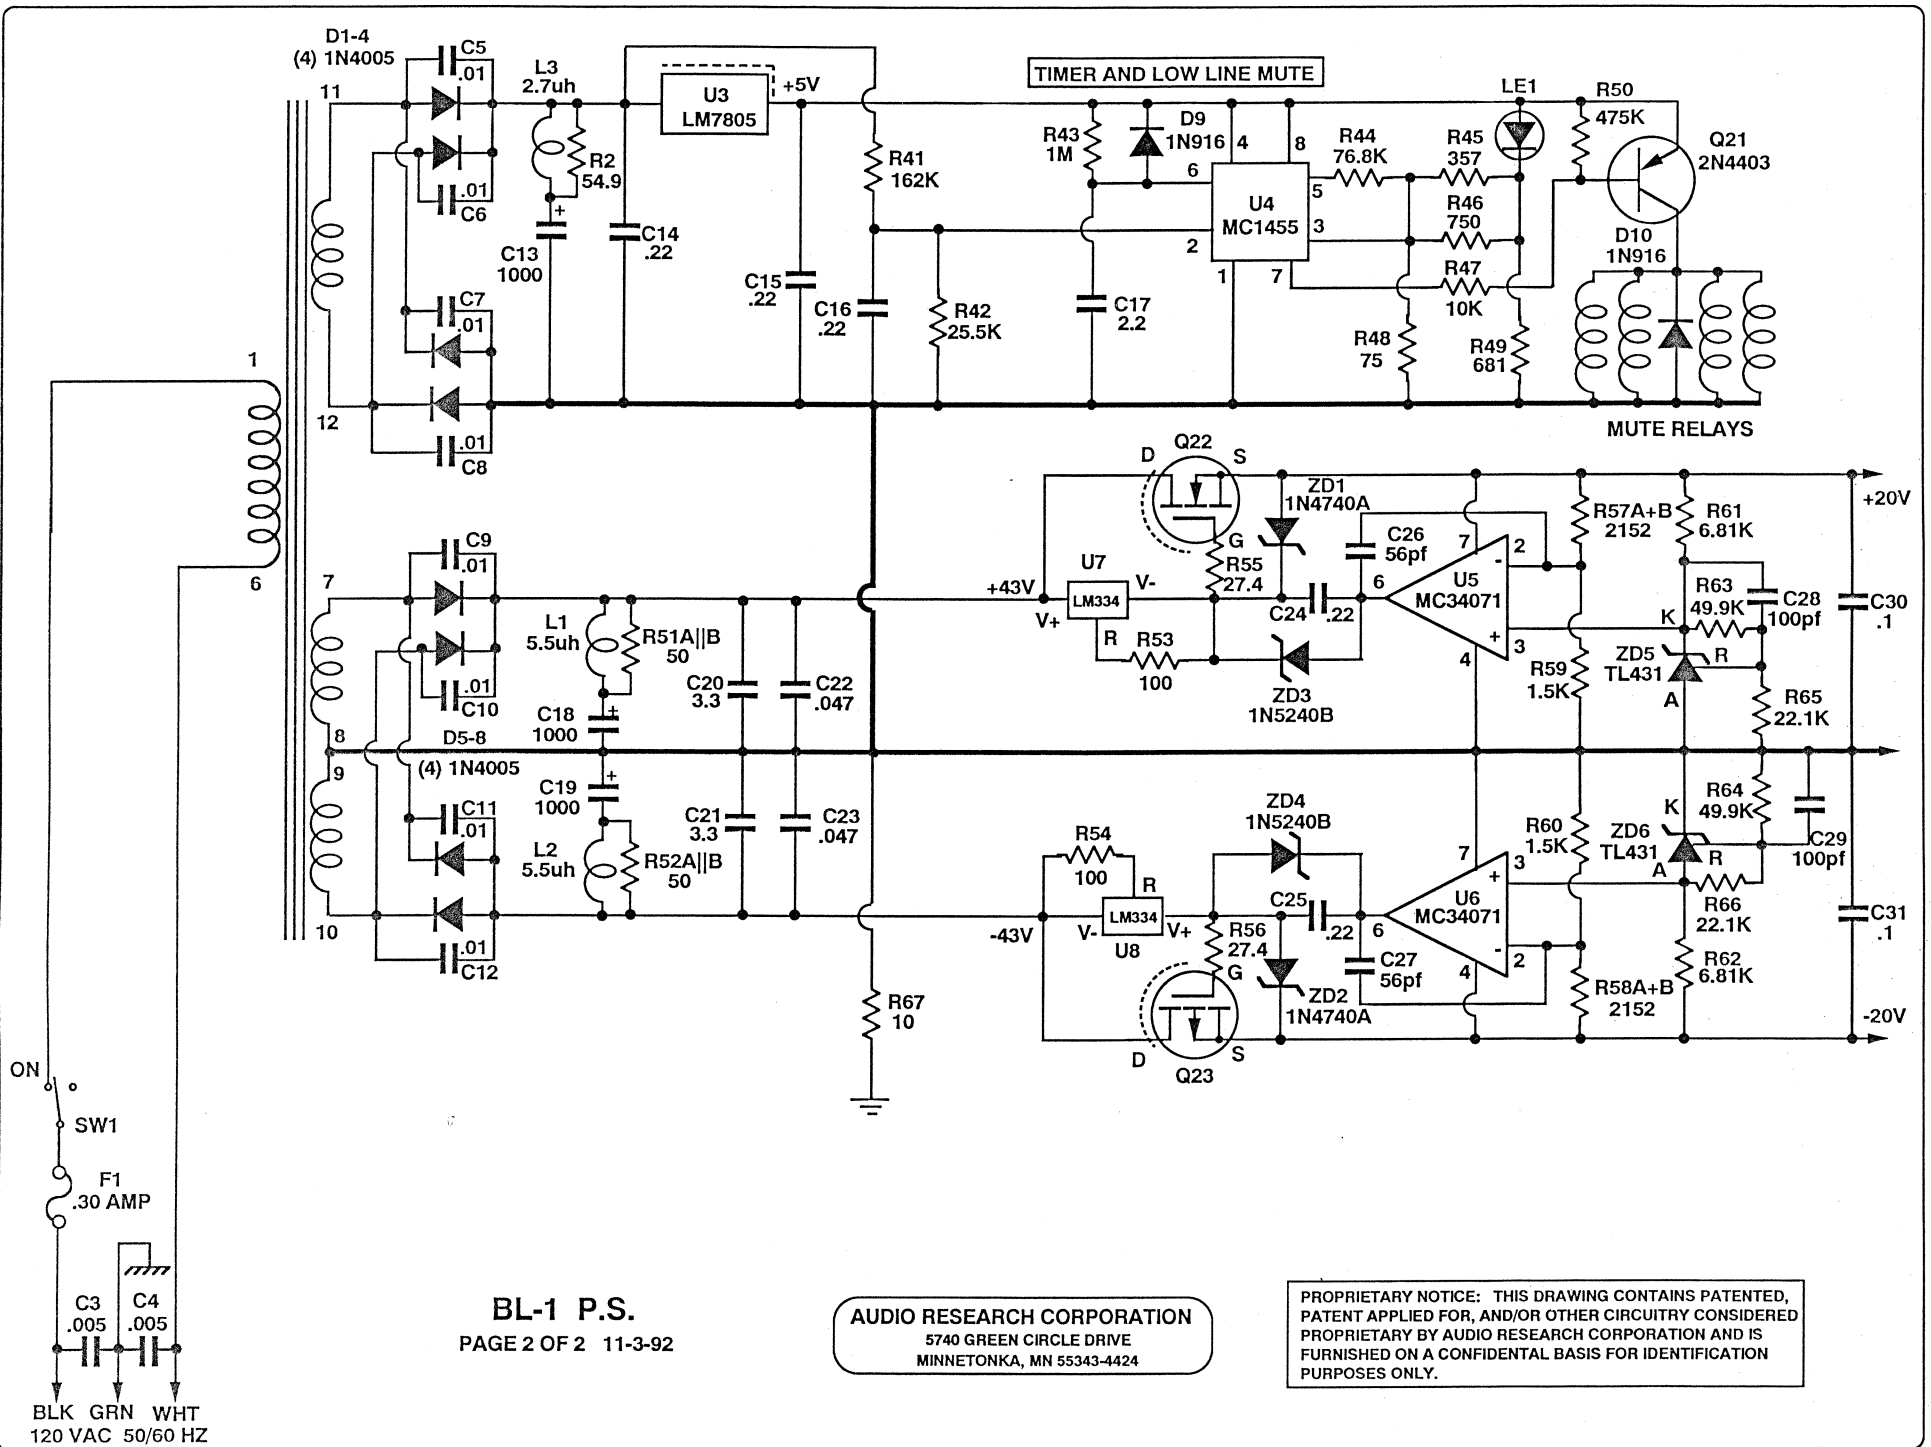 D1-4
(4) 1N4005
11
12
C5
.01
.01
C6
C7
.01
.01
C8
L3
2.7uh
R2
54.9
C13
1000
+
C14
.22
U3
LM7805
+5V
C15
.22
R41
162K
C16
.22
R42
25.5K
TIMER AND LOW LINE MUTE
R43
1M
D9
1N916
C17
2.2
4
8
6
5
U4
MC1455
3
2
1
7
R44
76.8K
R45
357
R46
750
R47
10K
R48
75
R49
681
LE1
R50
475K
Q21
2N4403
D10
1N916
MUTE RELAYS
1
6
7
8
9
10
C9
.01
.01
C10
D5-8
(4) 1N4005
C11
.01
.01
C12
L1
5.5uh
R51A||B
50
C18
1000
+
C19
1000
+
L2
5.5uh
R52A||B
50
C20
3.3
C22
.047
C21
3.3
C23
.047
+43V
-43V
Q22
D
S
G
U7
LM334
V-
V+
R
R53
100
R55
27.4
ZD1
1N4740A
C24
.22
ZD3
1N5240B
C26
56pf
6
7
4
2
-
+
3
U5
MC34071
R57A+B
2152
R59
1.5K
R61
6.81K
R63
49.9K
C28
100pf
K
R
A
ZD5
TL431
R65
22.1K
C30
.1
+20V
R54
100
R
LM334
V-
V+
U8
R56
27.4
G
D
S
Q23
ZD4
1N5240B
C25
.22
ZD2
1N4740A
C27
56pf
6
7
4
3
+
-
2
U6
MC34071
R60
1.5K
R58A+B
2152
K
R
A
ZD6
TL431
R64
49.9K
C29
100pf
R66
22.1K
R62
6.81K
C31
.1
-20V
R67
10
ON
SW1
F1
.30 AMP
C3
.005
C4
.005
BLK GRN WHT
120 VAC 50/60 HZ
BL-1 P.S.
PAGE 2 OF 2 11-3-92
AUDIO RESEARCH CORPORATION
5740 GREEN CIRCLE DRIVE
MINNETONKA, MN 55343-4424
PROPRIETARY NOTICE: THIS DRAWING CONTAINS PATENTED,
PATENT APPLIED FOR, AND/OR OTHER CIRCUITRY CONSIDERED
PROPRIETARY BY AUDIO RESEARCH CORPORATION AND IS
FURNISHED ON A CONFIDENTAL BASIS FOR IDENTIFICATION
PURPOSES ONLY.